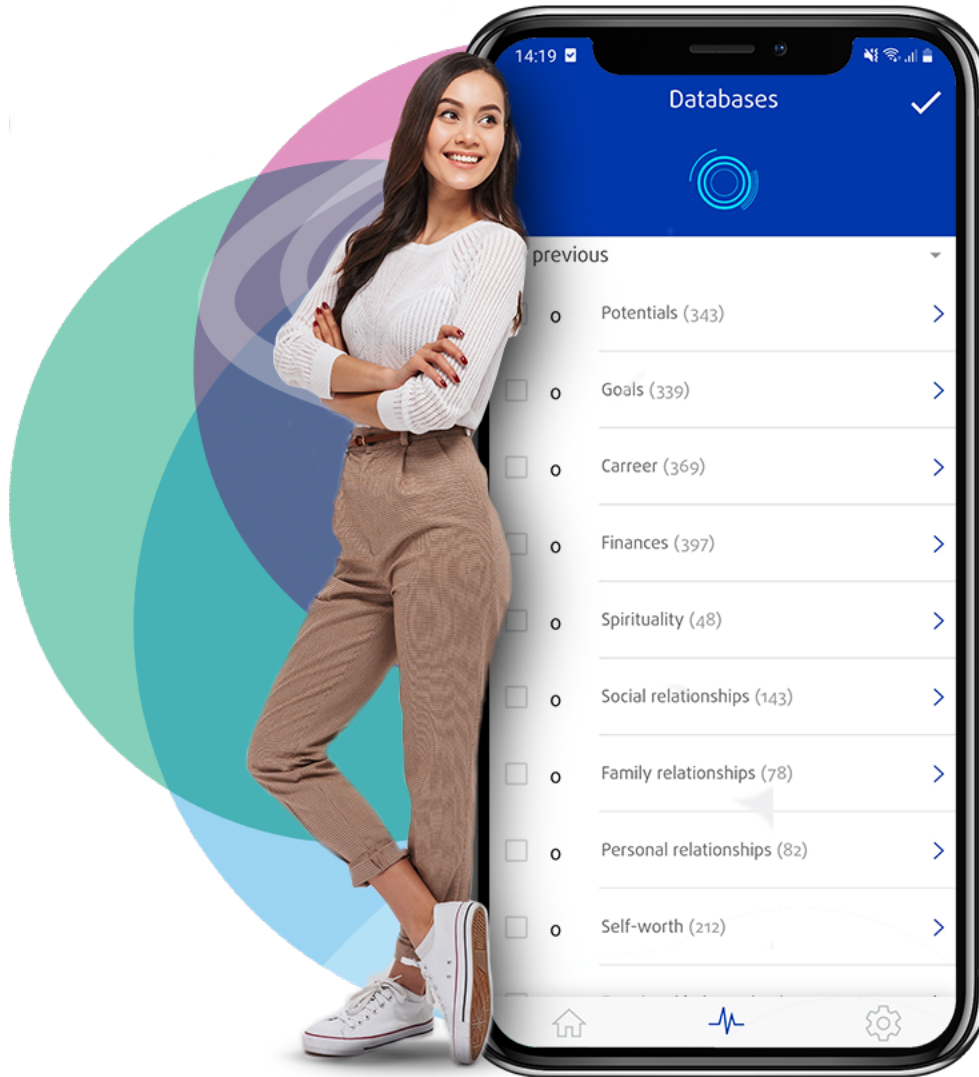 14:19
Databases
previous
o Potentials (343)
o Goals (339)
o Carreer (369)
o Finances (397)
o Spirituality (48)
o Social relationships (143)
o Family relationships (78)
o Personal relationships (82)
o Self-worth (212)